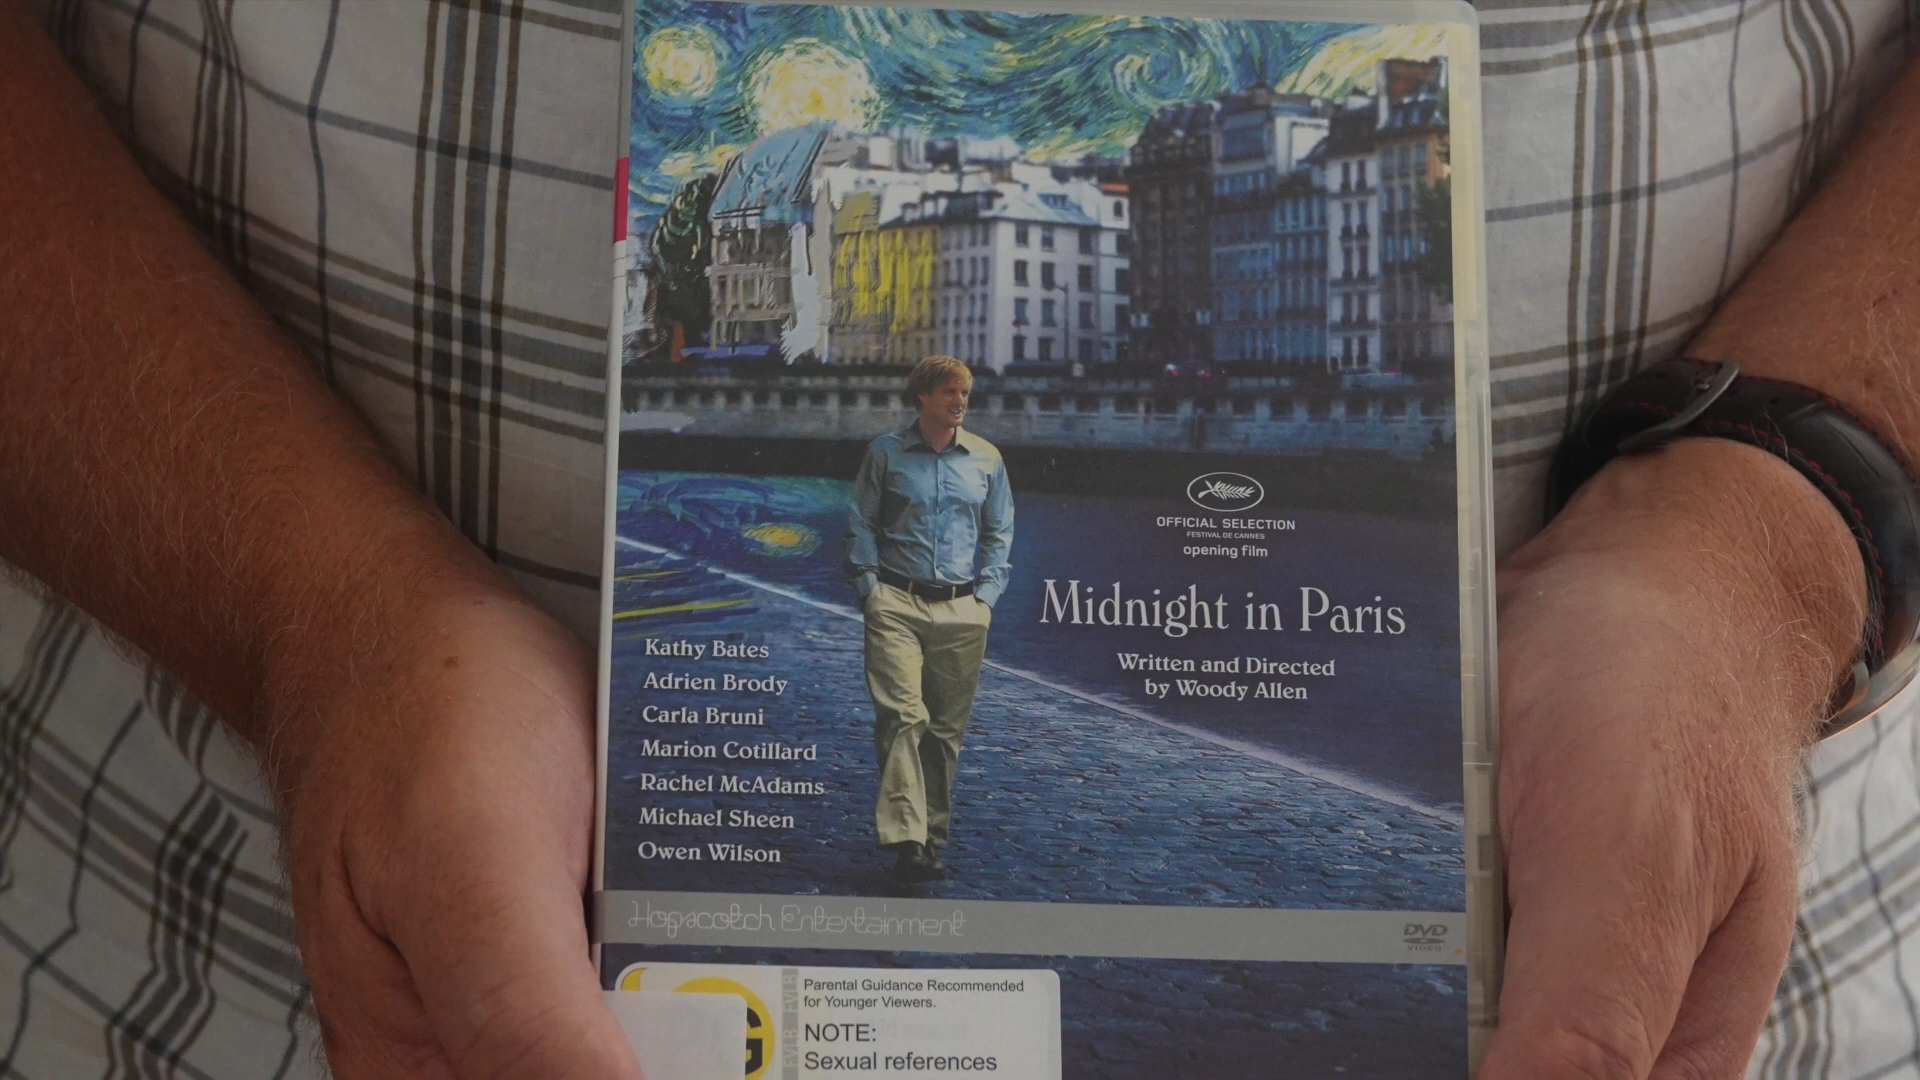 OFFICIAL SELECTION
FESTIVAL DE CANNES
opening film
Midnight in Paris
Written and Directed
by Woody Allen
Kathy Bates
Adrien Brody
Carla Bruni
Marion Cotillard
Rachel McAdams
Michael Sheen
Owen Wilson
Hopscotch Entertainment
DVD
VIDEO
G
FVLB FVLB
Parental Guidance Recommended
for Younger Viewers.
NOTE:
Sexual references